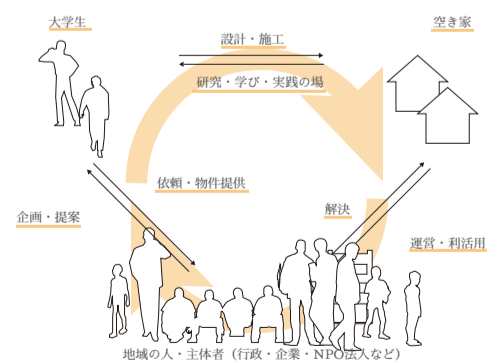 大学生
空き家
設計・施工
研究・学び・実践の場
依頼・物件提供
企画・提案
解決
運営・利活用
地域の人・主体者（行政・企業・NPO法人など）